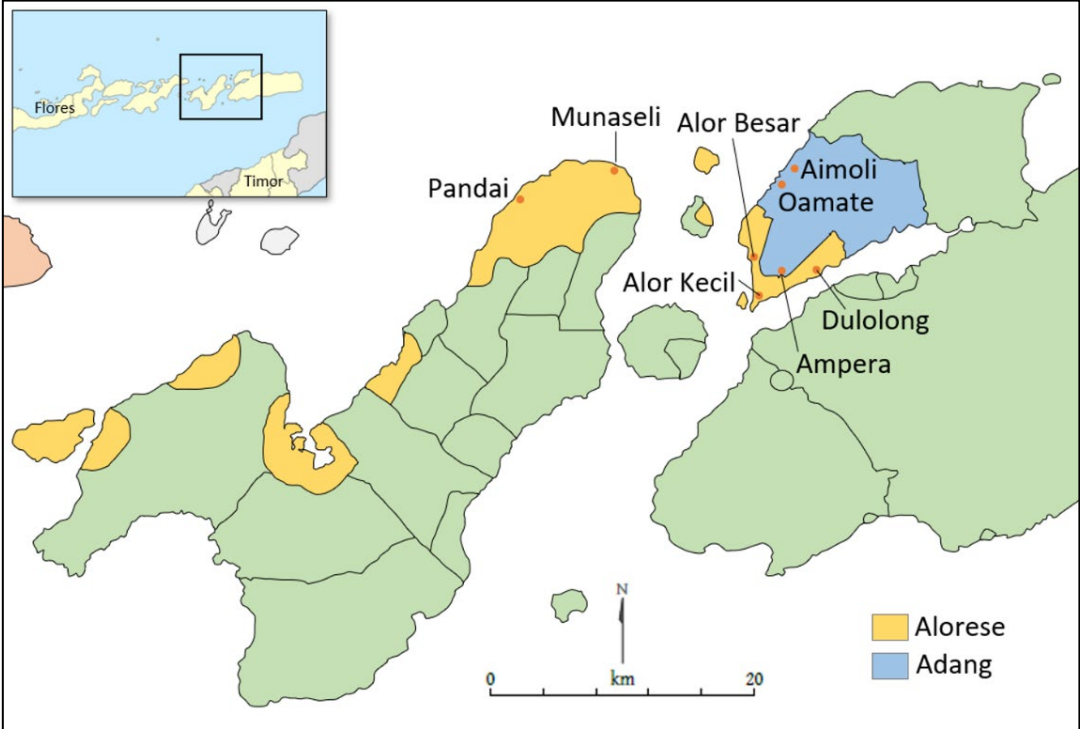 Flores
Timor
Munaseli
Alor Besar
Pandai
Aimoli
Oamate
Alor Kecil
Dulolong
Ampera
N
km
0
20
Alorese
Adang